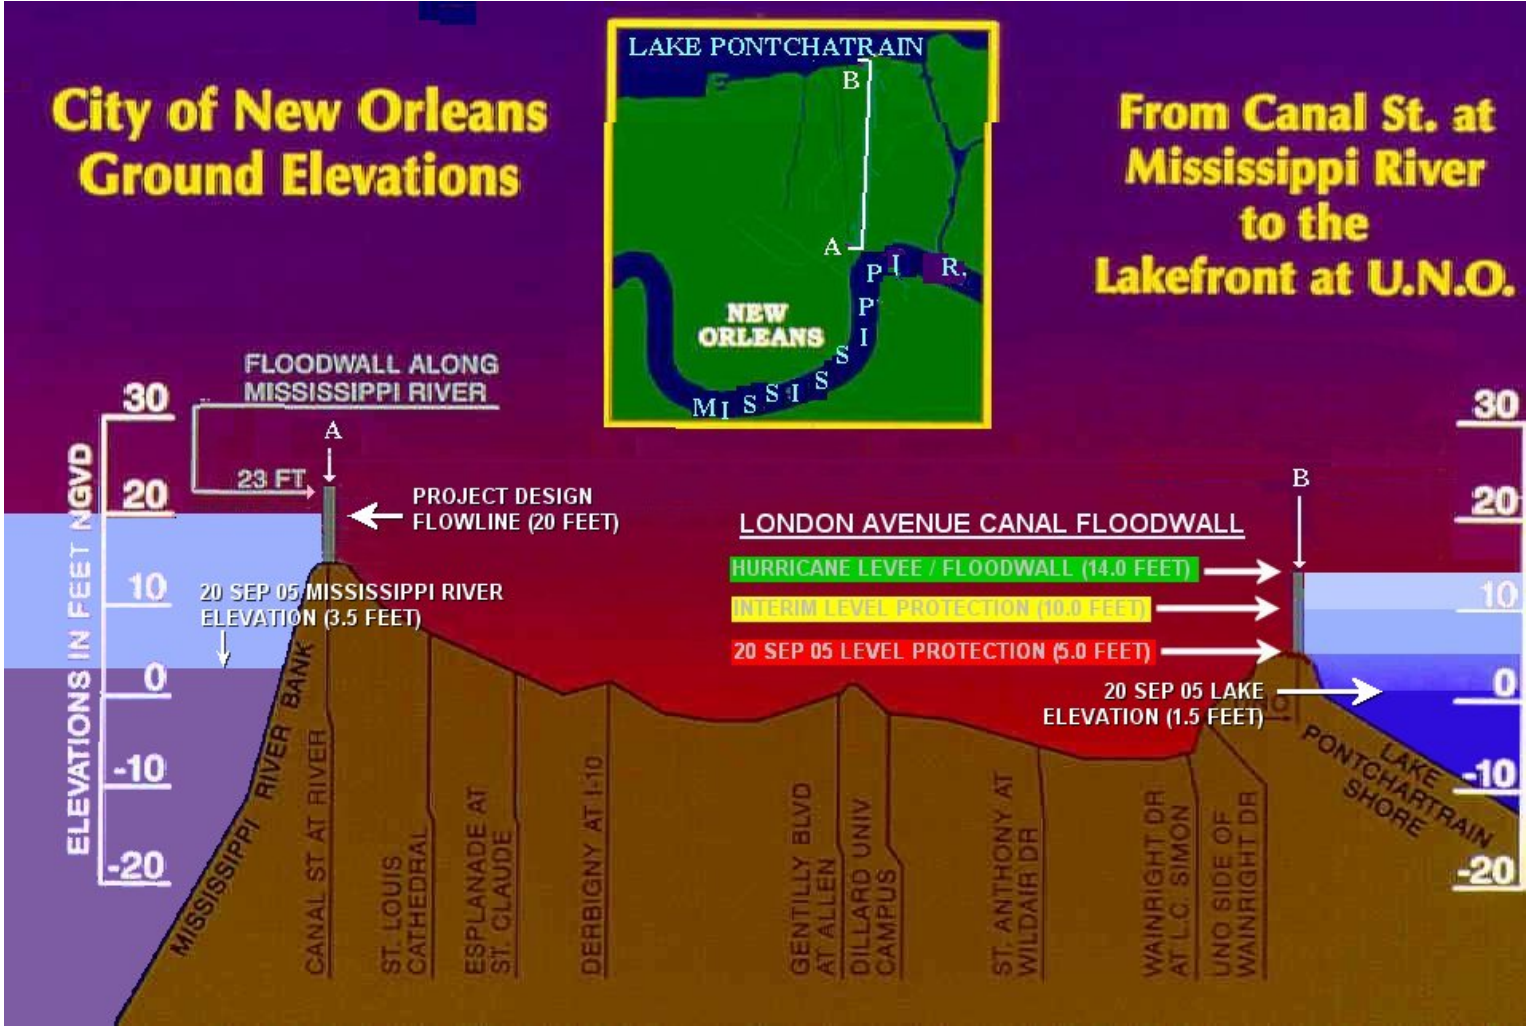 City of New Orleans
Ground Elevations
LAKE PONTCHATRAIN
B
A
NEW
ORLEANS
MISSISSIPPI R.
From Canal St. at
Mississippi River
to the
Lakefront at U.N.O.
FLOODWALL ALONG
MISSISSIPPI RIVER
A
23 FT
PROJECT DESIGN
FLOWLINE (20 FEET)
ELEVATIONS IN FEET NGVD
30
20
10
0
-10
-20
20 SEP 05 MISSISSIPPI RIVER
ELEVATION (3.5 FEET)
B
LONDON AVENUE CANAL FLOODWALL
HURRICANE LEVEE / FLOODWALL (14.0 FEET)
INTERIM LEVEL PROTECTION (10.0 FEET)
20 SEP 05 LEVEL PROTECTION (5.0 FEET)
20 SEP 05 LAKE
ELEVATION (1.5 FEET)
30
20
10
0
-10
-20
MISSISSIPPI RIVER BANK
CANAL ST AT RIVER
ST. LOUIS
CATHEDRAL
ESPLANADE AT
ST. CLAUDE
DERBIGNY AT I-10
GENTILLY BLVD
AT ALLEN
DILLARD UNIV
CAMPUS
ST. ANTHONY AT
WILDAIR DR
WAINRIGHT DR
AT L.C. SIMON
UNO SIDE OF
WAINRIGHT DR
LAKE
PONTCHARTRAIN
SHORE